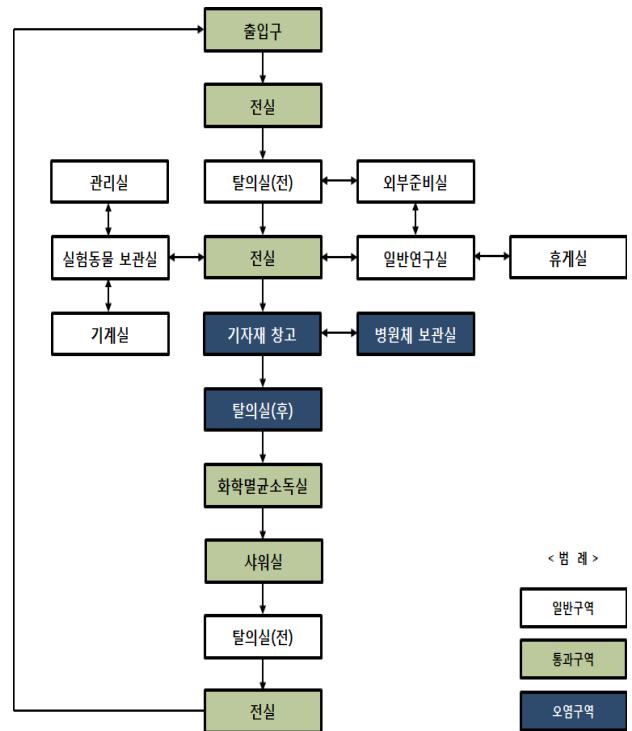 출입구
전실
탈의실(전)
외부준비실
관리실
실험동물 보관실
전실
일반연구실
휴게실
기계실
기자재 창고
병원체 보관실
탈의실(후)
화학멸균소독실
샤워실
탈의실(전)
전실
< 범 례 >
일반구역
통과구역
오염구역